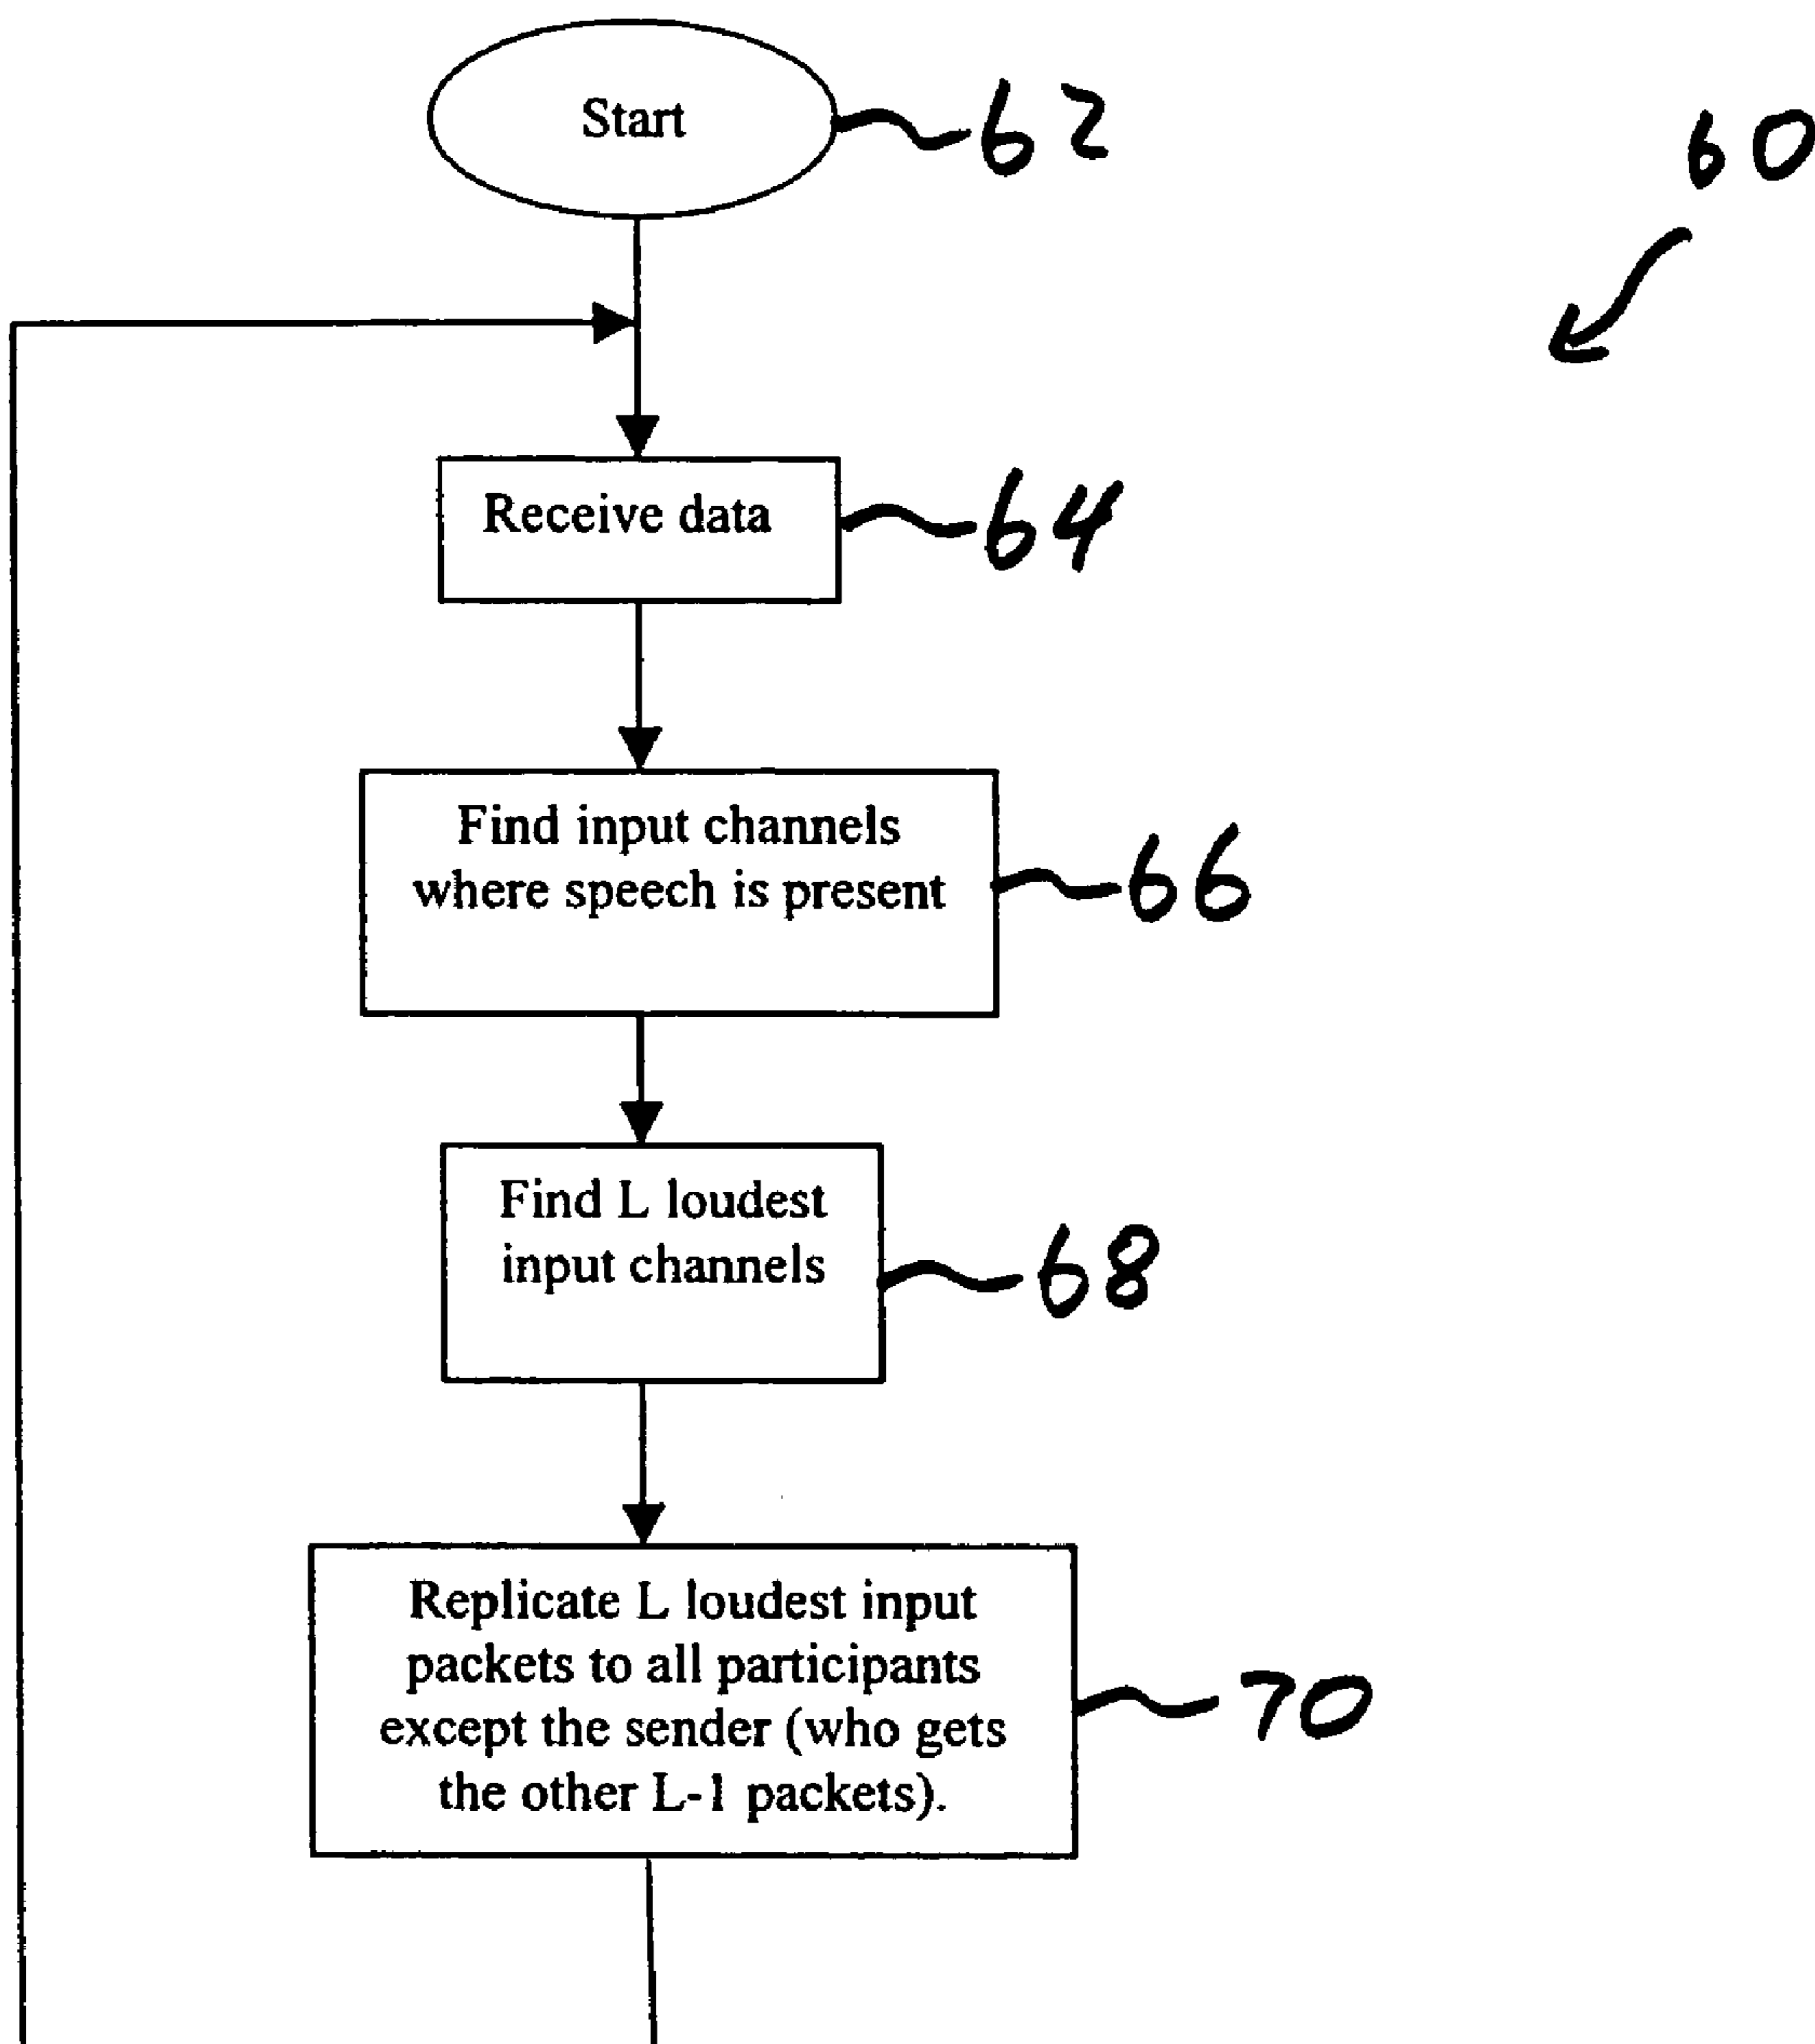 Start
62
60
Receive data
64
Find input channels
where speech is present
66
Find L loudest
input channels
68
Replicate L loudest input
packets to all participants
except the sender (who gets
the other L-1 packets).
70